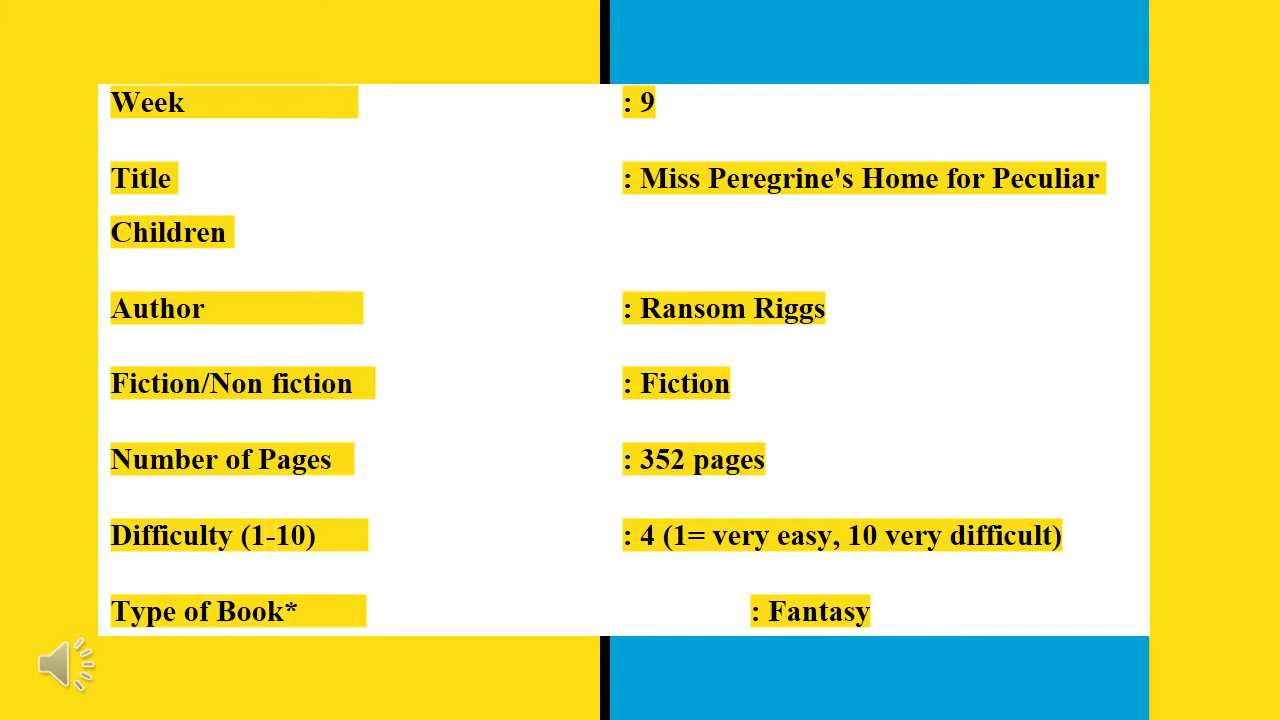 Week : 9
Title : Miss Peregrine's Home for Peculiar
Children
Author : Ransom Riggs
Fiction/Non fiction : Fiction
Number of Pages : 352 pages
Difficulty (1-10) : 4 (1= very easy, 10 very difficult)
Type of Book* : Fantasy